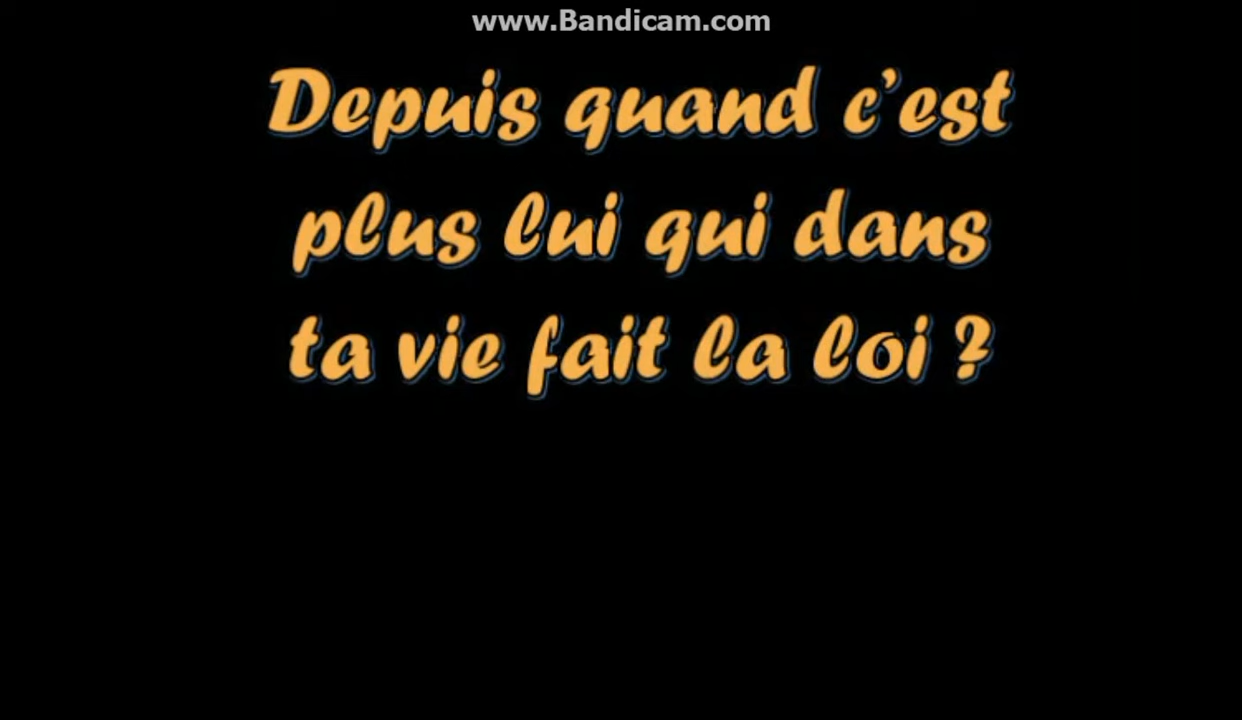 www.Bandicam.com
Depuis quand c’est
plus lui qui dans
ta vie fait la loi ?